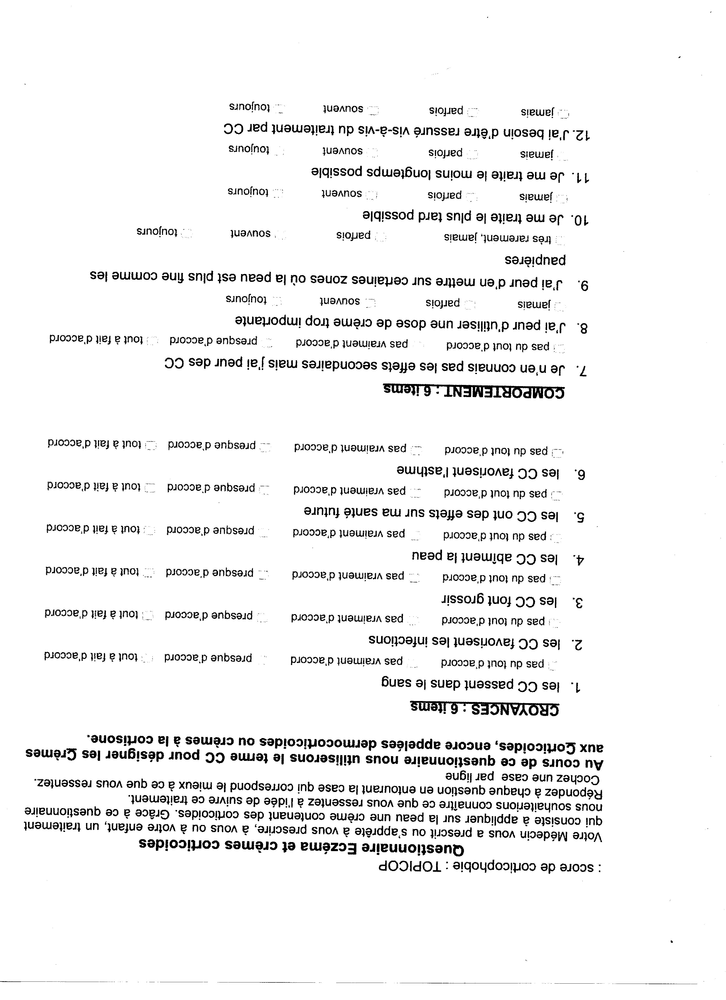 : score de corticophobie : TOPICOP
Questionnaire Eczéma et crèmes corticoides
Votre Médecin vous a prescrit ou s'apprête à vous prescrire, à vous ou à votre enfant, un traitement
qui consiste à appliquer sur la peau une crème contenant des corticoides. Grâce à ce questionnaire
nous souhaiterions connaître ce que vous ressentez à l'idée de suivre ce traitement.
Répondez à chaque question en entourant la case qui correspond le mieux à ce que vous ressentez.
Cochez une case par ligne
Au cours de ce questionnaire nous utiliserons le terme CC pour désigner les Crèmes
aux Corticoides, encore appelées dermocorticoides ou crèmes à la cortisone.
CROYANCES : 6 items
1. les CC passent dans le sang
pas du tout d'accord pas vraiment d'accord presque d'accord tout à fait d'accord
2. les CC favorisent les infections
pas du tout d'accord pas vraiment d'accord presque d'accord tout à fait d'accord
3. les CC font grossir
pas du tout d'accord pas vraiment d'accord presque d'accord tout à fait d'accord
4. les CC abîment la peau
pas du tout d'accord pas vraiment d'accord presque d'accord tout à fait d'accord
5. les CC ont des effets sur ma santé future
pas du tout d'accord pas vraiment d'accord presque d'accord tout à fait d'accord
6. les CC favorisent l'asthme
pas du tout d'accord pas vraiment d'accord presque d'accord tout à fait d'accord
COMPORTEMENT : 6 items
7. Je n'en connais pas les effets secondaires mais j'ai peur des CC
pas du tout d'accord pas vraiment d'accord presque d'accord tout à fait d'accord
8. J'ai peur d'utiliser une dose de crème trop importante
jamais parfois souvent toujours
9. J'ai peur d'en mettre sur certaines zones où la peau est plus fine comme les
paupières
très rarement, jamais parfois souvent toujours
10. Je me traite le plus tard possible
jamais parfois souvent toujours
11. Je me traite le moins longtemps possible
jamais parfois souvent toujours
12. J'ai besoin d'être rassuré vis-à-vis du traitement par CC
jamais parfois souvent toujours